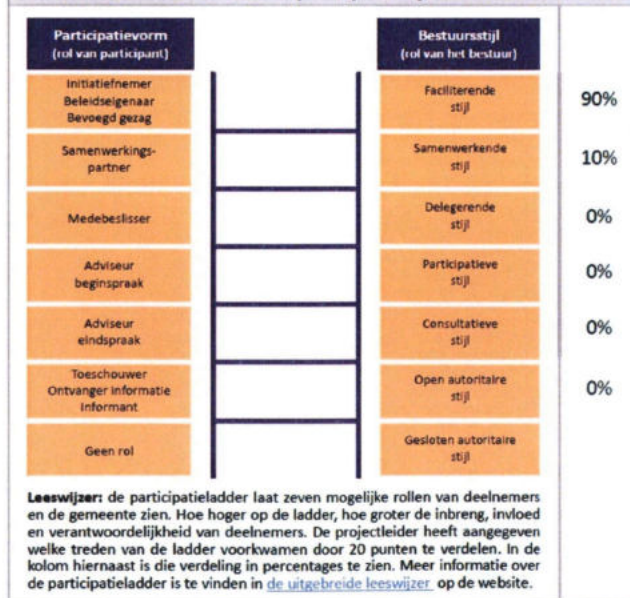 Participatievorm
(rol van participant)
Bestuursstijl
(rol van het bestuur)
Initiatiefnemer
Beleidseigenaar
Bevoegd gezag
Faciliterende
stijl
90%
Samenwerkings-
partner
Samenwerkende
stijl
10%
Medebeslisser
Delegerende
stijl
0%
Adviseur
beginspraak
Participatieve
stijl
0%
Adviseur
eindspraak
Consultatieve
stijl
0%
Toeschouwer
Ontvanger informatie
Informant
Open autoritaire
stijl
0%
Geen rol
Gesloten autoritaire
stijl
Leeswijzer: de participatieladder laat zeven mogelijke rollen van deelnemers
en de gemeente zien. Hoe hoger op de ladder, hoe groter de inbreng, invloed
en verantwoordelijkheid van deelnemers. De projectleider heeft aangegeven
welke treden van de ladder voorkwamen door 20 punten te verdelen. In de
kolom hiernaast is die verdeling in percentages te zien. Meer informatie over
de participatieladder is te vinden in de uitgebreide leeswijzer op de website.